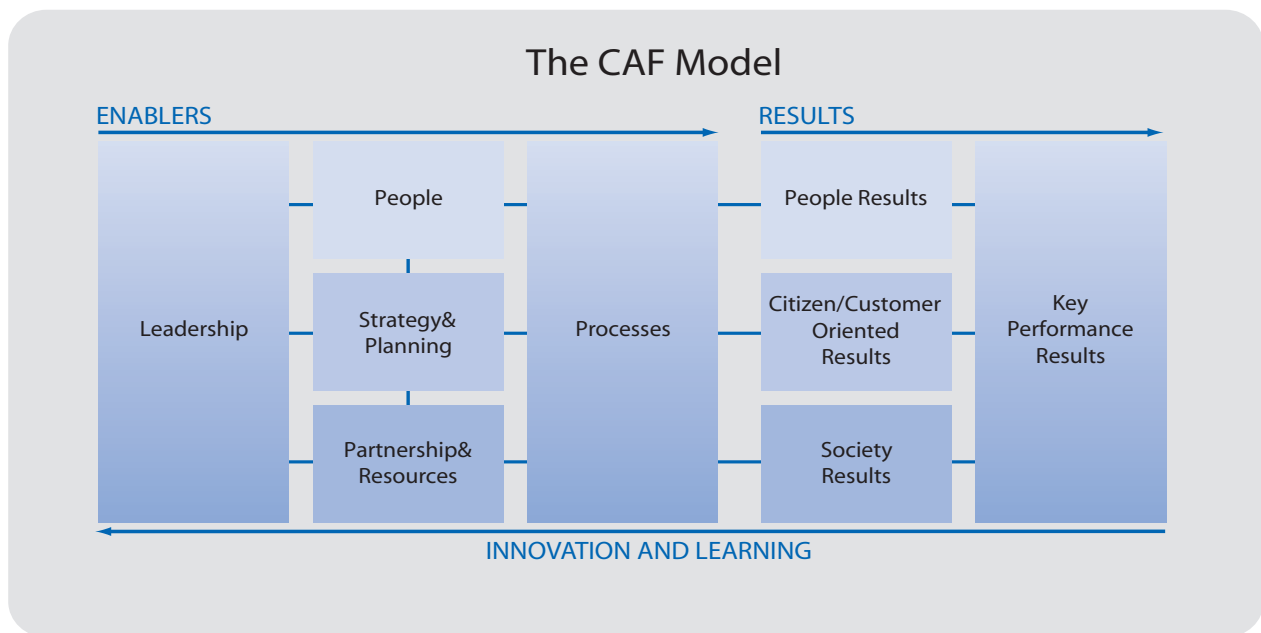 The CAF Model
ENABLERS
RESULTS
People
People Results
Leadership
Strategy&
Planning
Processes
Citizen/Customer
Oriented
Results
Key
Performance
Results
Partnership&
Resources
Society
Results
INNOVATION AND LEARNING